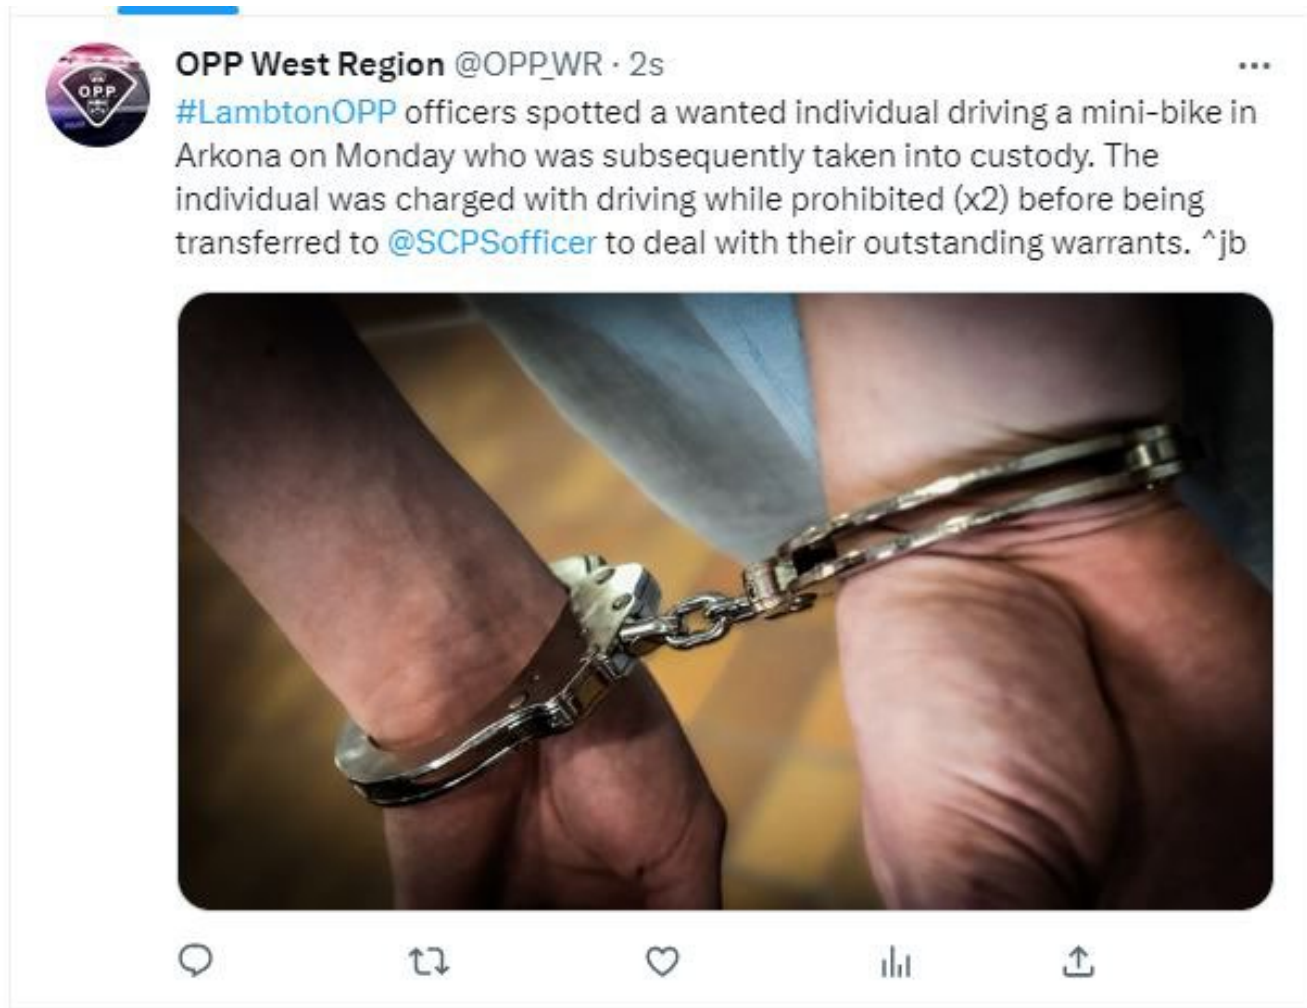 OPP West Region @OPP_WR · 2s
#LambtonOPP officers spotted a wanted individual driving a mini-bike in
Arkona on Monday who was subsequently taken into custody. The
individual was charged with driving while prohibited (x2) before being
transferred to @SCPSofficer to deal with their outstanding warrants. ^jb
O.P.P.